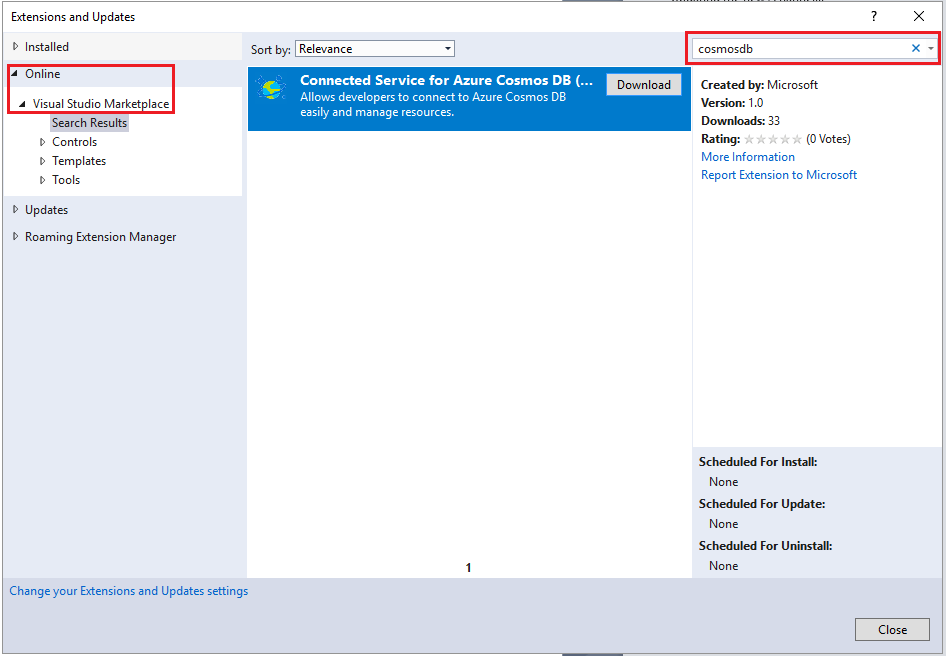 Extensions and Updates
?
Installed
Online
Visual Studio Marketplace
Search Results
Controls
Templates
Tools
Updates
Roaming Extension Manager
Sort by: Relevance
Connected Service for Azure Cosmos DB (...
Download
Allows developers to connect to Azure Cosmos DB
easily and manage resources.
1
cosmosdb
Created by: Microsoft
Version: 1.0
Downloads: 33
Rating: (0 Votes)
More Information
Report Extension to Microsoft
Scheduled For Install:
None
Scheduled For Update:
None
Scheduled For Uninstall:
None
Change your Extensions and Updates settings
Close